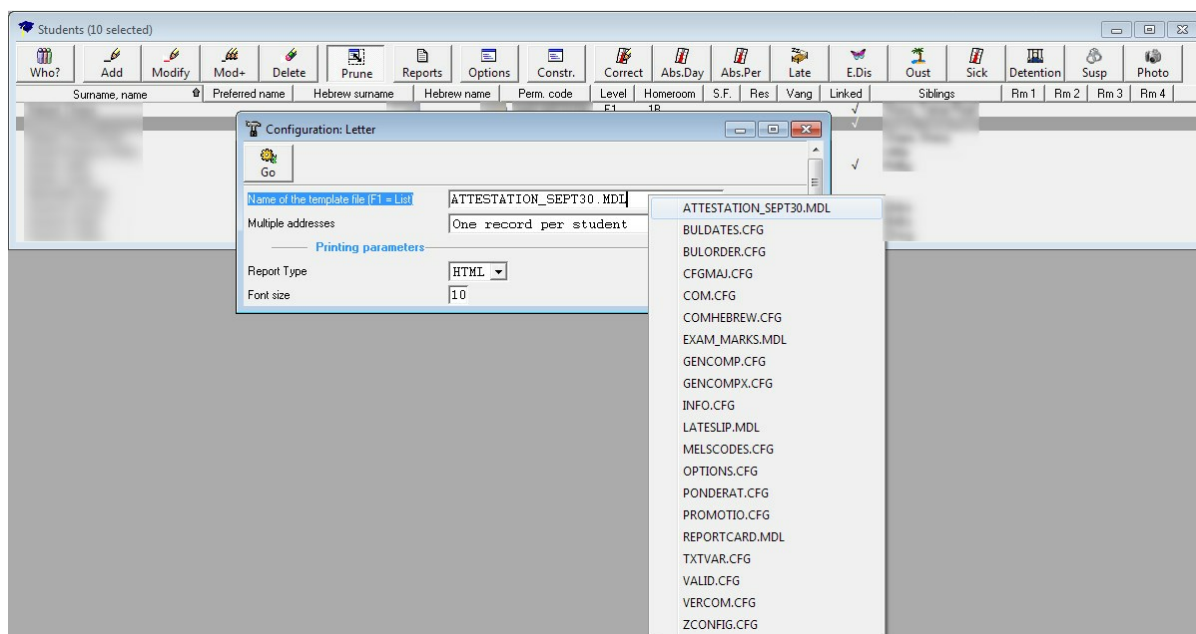 Students (10 selected)
Who? Add Modify Mod+ Delete Prune Reports Options Constr. Correct Abs.Day Abs.Per Late E.Dis Oust Sick Detention Susp Photo
Surname, name Preferred name Hebrew surname Hebrew name Perm. code Level Homeroom S.F. Res Vang Linked Siblings Rm 1 Rm 2 Rm 3 Rm 4
E1 1B
Configuration: Letter
Go
Name of the template file (F1 = List) ATTESTATION_SEPT30.MDL
Multiple addresses One record per student
Printing parameters
Report Type HTML
Font size 10
ATTESTATION_SEPT30.MDL
BULDATES.CFG
BULORDER.CFG
CFGMAJ.CFG
COM.CFG
COMHEBREW.CFG
EXAM_MARKS.MDL
GENCOMP.CFG
GENCOMPX.CFG
INFO.CFG
LATESLIP.MDL
MELSCODES.CFG
OPTIONS.CFG
PONDERAT.CFG
PROMOTIO.CFG
REPORTCARD.MDL
TXTVAR.CFG
VALID.CFG
VERCOM.CFG
ZCONFIG.CFG